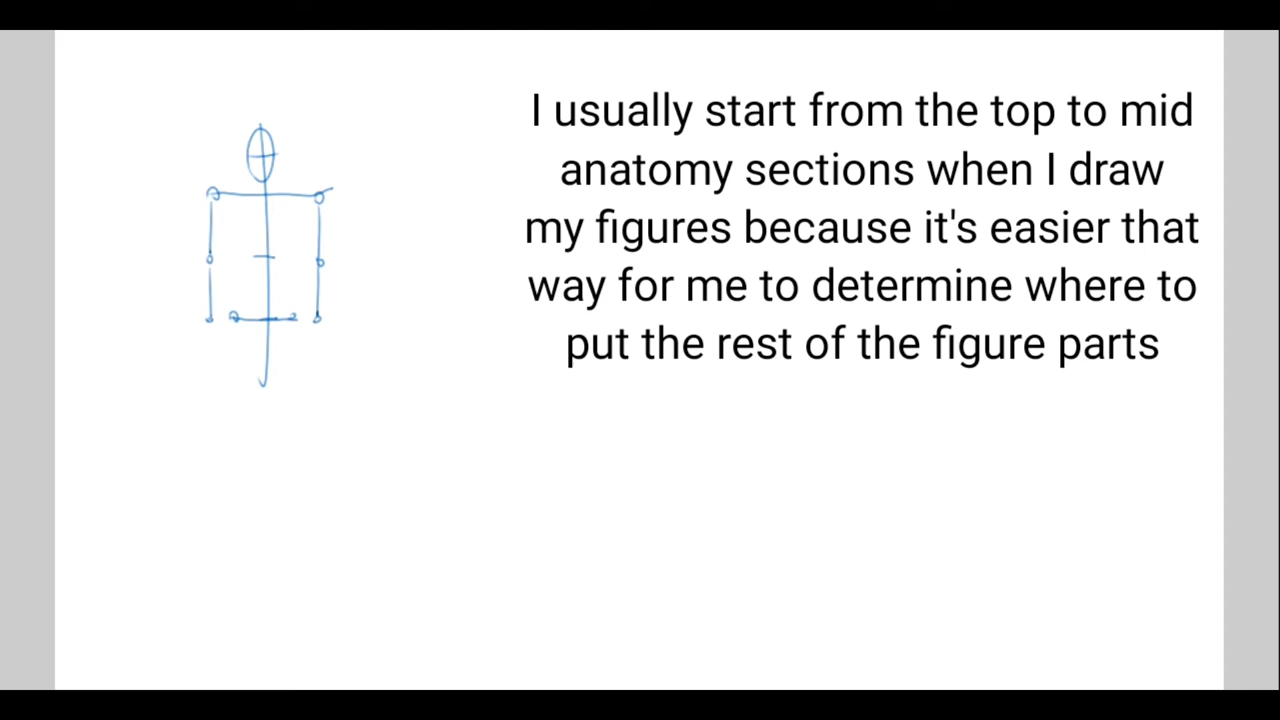 I usually start from the top to mid
anatomy sections when I draw
my figures because it's easier that
way for me to determine where to
put the rest of the figure parts